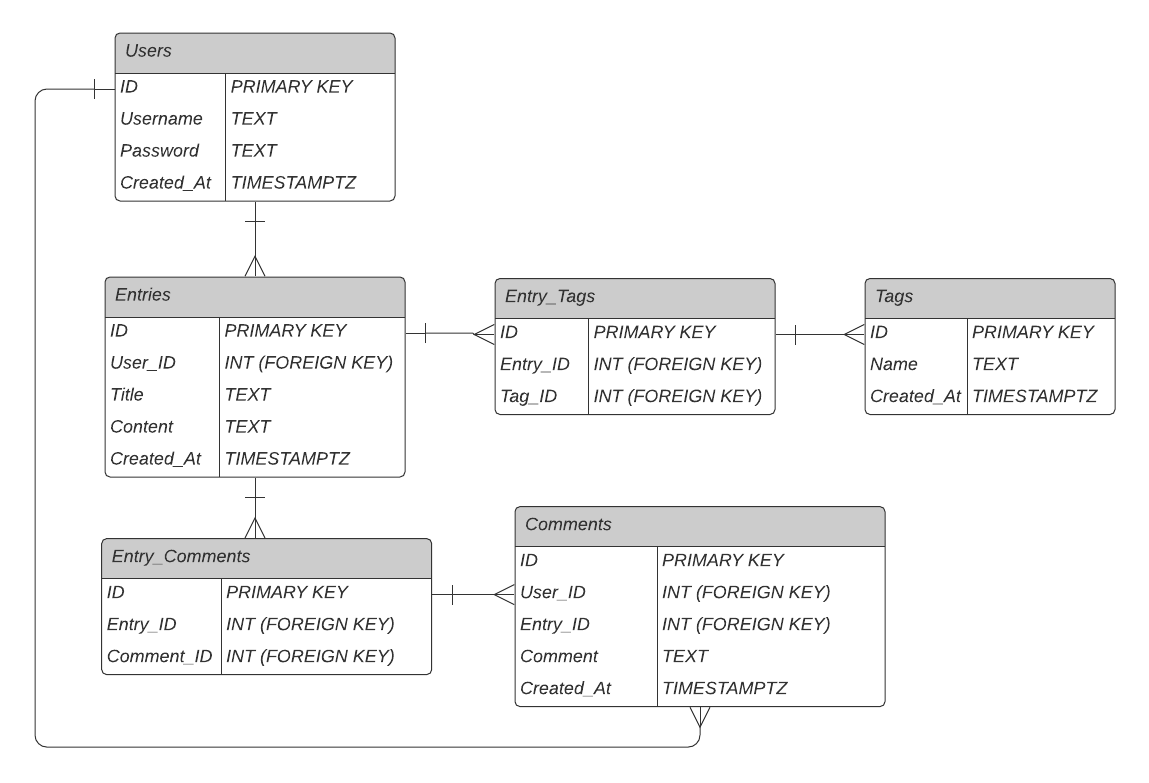 Users
ID PRIMARY KEY
Username TEXT
Password TEXT
Created_At TIMESTAMPTZ
Entries
ID PRIMARY KEY
User_ID INT (FOREIGN KEY)
Title TEXT
Content TEXT
Created_At TIMESTAMPTZ
Entry_Tags
ID PRIMARY KEY
Entry_ID INT (FOREIGN KEY)
Tag_ID INT (FOREIGN KEY)
Tags
ID PRIMARY KEY
Name TEXT
Created_At TIMESTAMPTZ
Entry_Comments
ID PRIMARY KEY
Entry_ID INT (FOREIGN KEY)
Comment_ID INT (FOREIGN KEY)
Comments
ID PRIMARY KEY
User_ID INT (FOREIGN KEY)
Entry_ID INT (FOREIGN KEY)
Comment TEXT
Created_At TIMESTAMPTZ